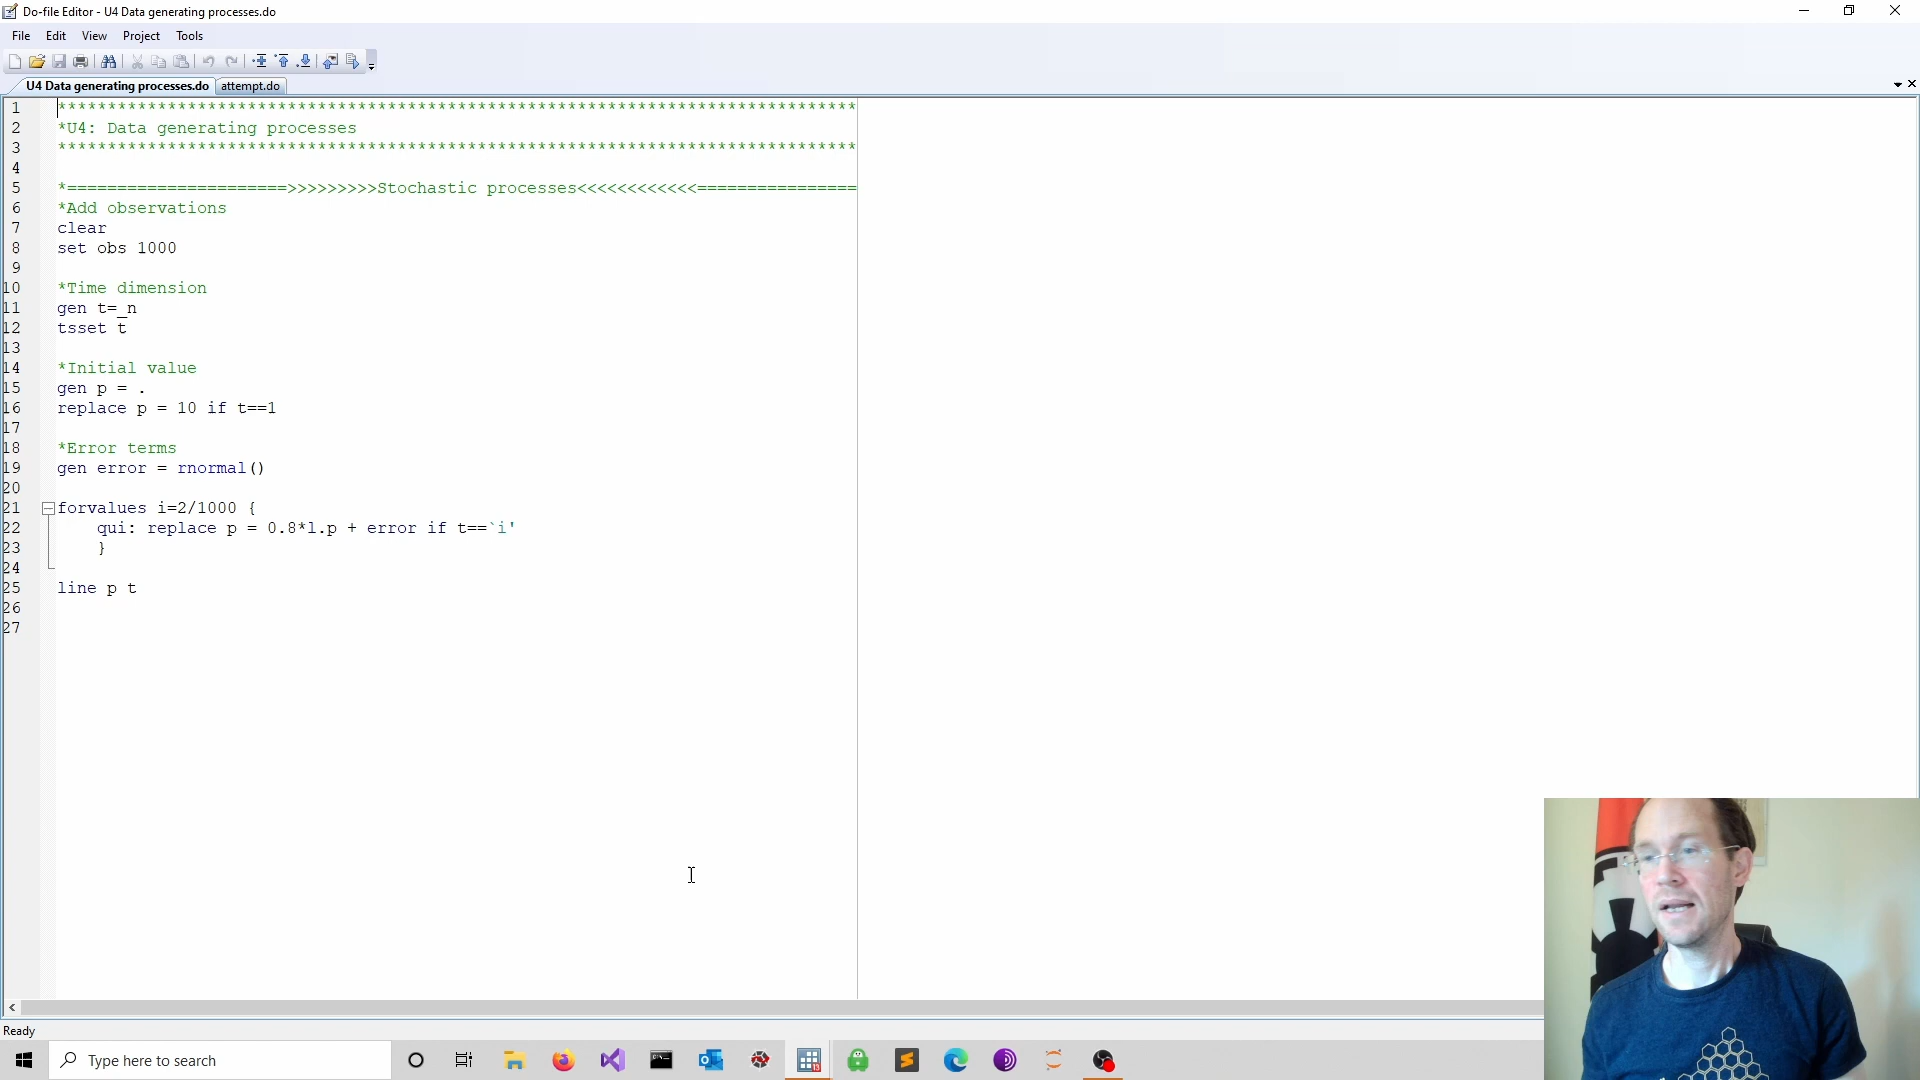 Do-file Editor - U4 Data generating processes.do
File Edit View Project Tools
U4 Data generating processes.do attempt.do
1 ********************************************************************************
2 *U4: Data generating processes
3 ********************************************************************************
4
5 *======================>>>>>>>>>Stochastic processes<<<<<<<<<<<<================
6 *Add observations
7 clear
8 set obs 1000
9
10 *Time dimension
11 gen t=_n
12 tsset t
13
14 *Initial value
15 gen p = .
16 replace p = 10 if t==1
17
18 *Error terms
19 gen error = rnormal()
20
21 forvalues i=2/1000 {
22 qui: replace p = 0.8*l.p + error if t==`i'
23 }
24
25 line p t
26
27
Ready
Type here to search